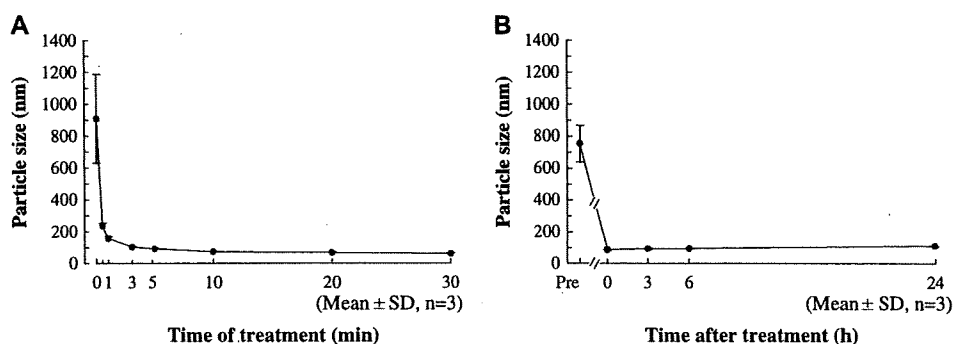 A
Particle size (nm)
1400
1200
1000
800
600
400
200
0
0 1 3 5 10 20 30
(Mean ± SD, n=3)
Time of treatment (min)
B
Particle size (nm)
1400
1200
1000
800
600
400
200
0
Pre 0 3 6 24
(Mean ± SD, n=3)
Time after treatment (h)